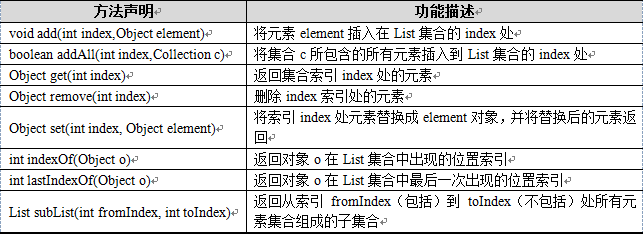 方法声明 功能描述
void add(int index,Object element) 将元素 element 插入在 List 集合的 index 处
boolean addAll(int index,Collection c) 将集合 c 所包含的所有元素插入到 List 集合的 index 处
Object get(int index) 返回集合索引 index 处的元素
Object remove(int index) 删除 index 索引处的元素
Object set(int index, Object element) 将索引 index 处元素替换成 element 对象，并将替换后的元素返
回
int indexOf(Object o) 返回对象 o 在 List 集合中出现的位置索引
int lastIndexOf(Object o) 返回对象 o 在 List 集合中最后一次出现的位置索引
List subList(int fromIndex, int toIndex) 返回从索引 fromIndex（包括）到 toIndex（不包括）处所有元
素集合组成的子集合